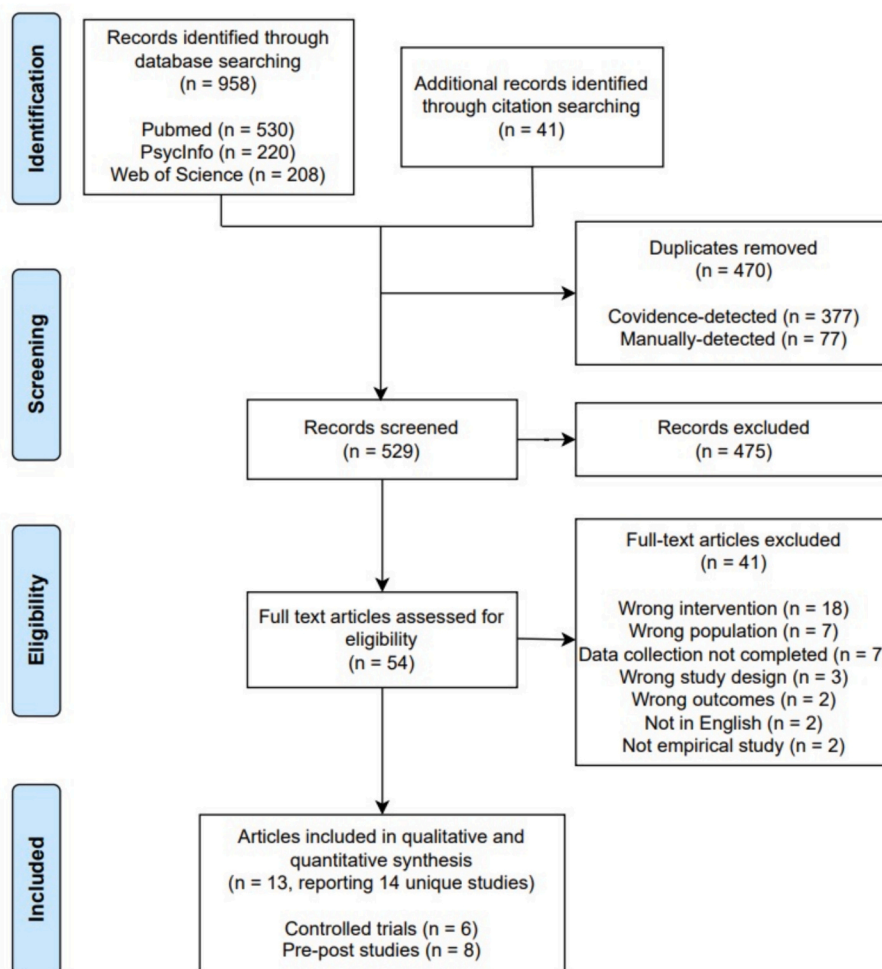 Identification
Records identified through
database searching
(n = 958)
Pubmed (n = 530)
PsycInfo (n = 220)
Web of Science (n = 208)
Additional records identified
through citation searching
(n = 41)
Screening
Duplicates removed
(n = 470)
Covidence-detected (n = 377)
Manually-detected (n = 77)
Records screened
(n = 529)
Records excluded
(n = 475)
Eligibility
Full text articles assessed for
eligibility
(n = 54)
Full-text articles excluded
(n = 41)
Wrong intervention (n = 18)
Wrong population (n = 7)
Data collection not completed (n = 7
Wrong study design (n = 3)
Wrong outcomes (n = 2)
Not in English (n = 2)
Not empirical study (n = 2)
Included
Articles included in qualitative and
quantitative synthesis
(n = 13, reporting 14 unique studies)
Controlled trials (n = 6)
Pre-post studies (n = 8)